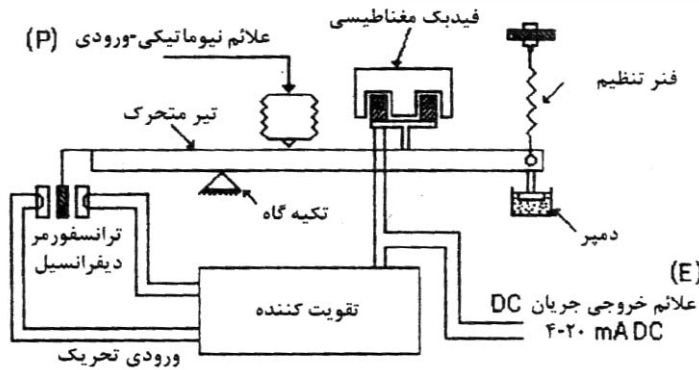 فیدبک مغناطیسی
علائم نیوماتیکی-ورودی (P)
فنر تنظیم
تیر متحرک
تکیه گاه
دمپر
ترانسفورمر
دیفرانسیل
تقویت کننده
(E)
علائم خروجی جریان DC
۴-۲۰ mA DC
ورودی تحریک